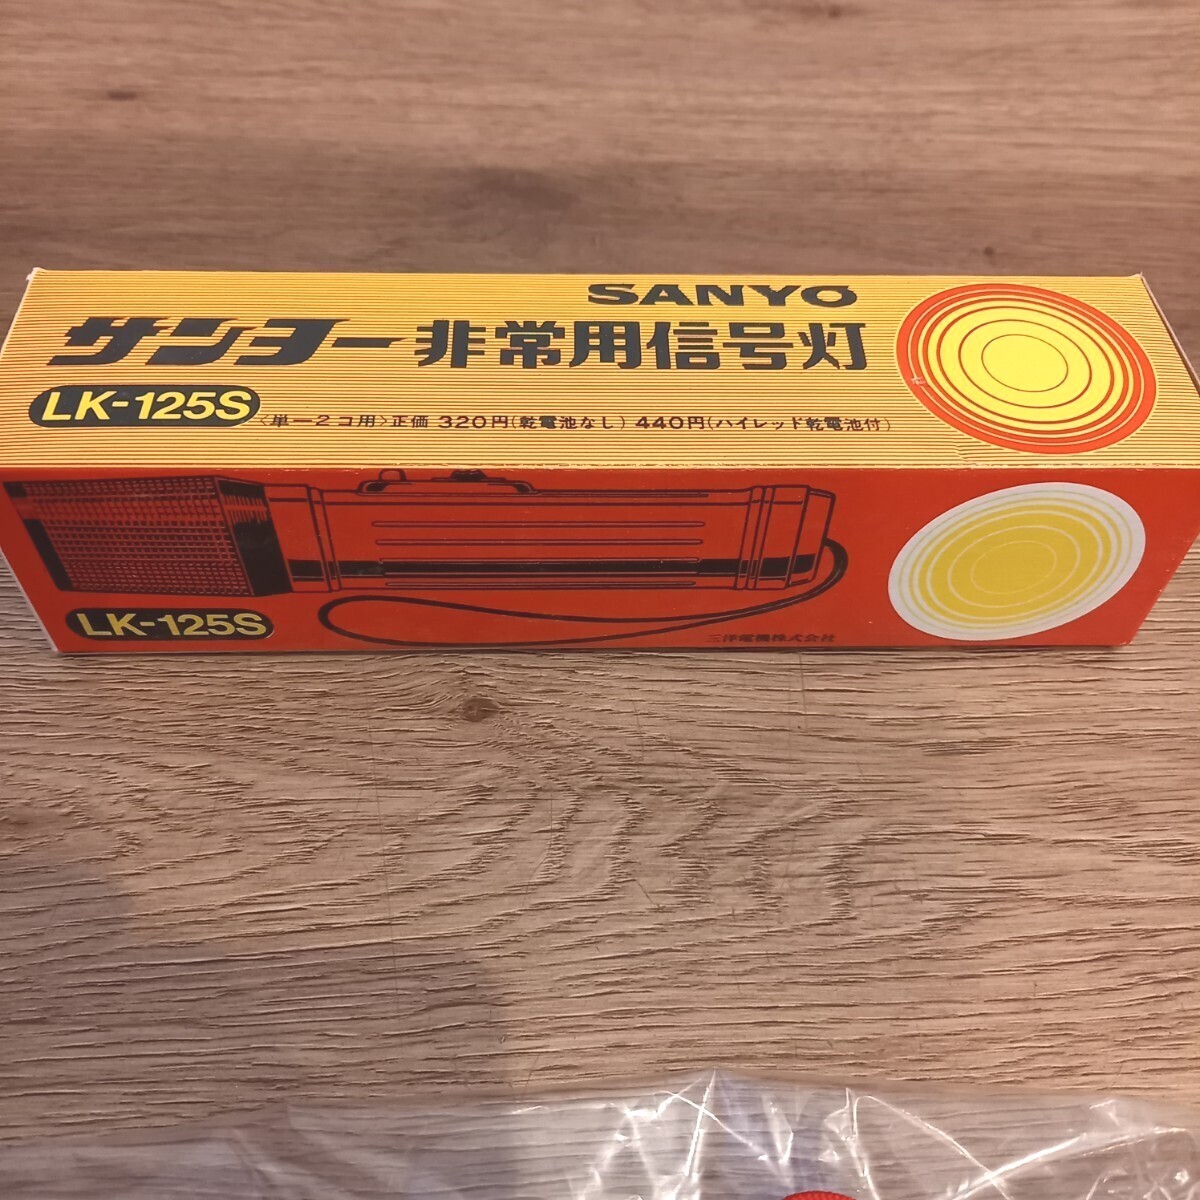 SANYO
サンヨー非常用信号灯
LK-125S
〈単一2コ用〉正価 320円(乾電池なし) 440円(ハイレッド乾電池付)
LK-125S
三洋電機株式会社